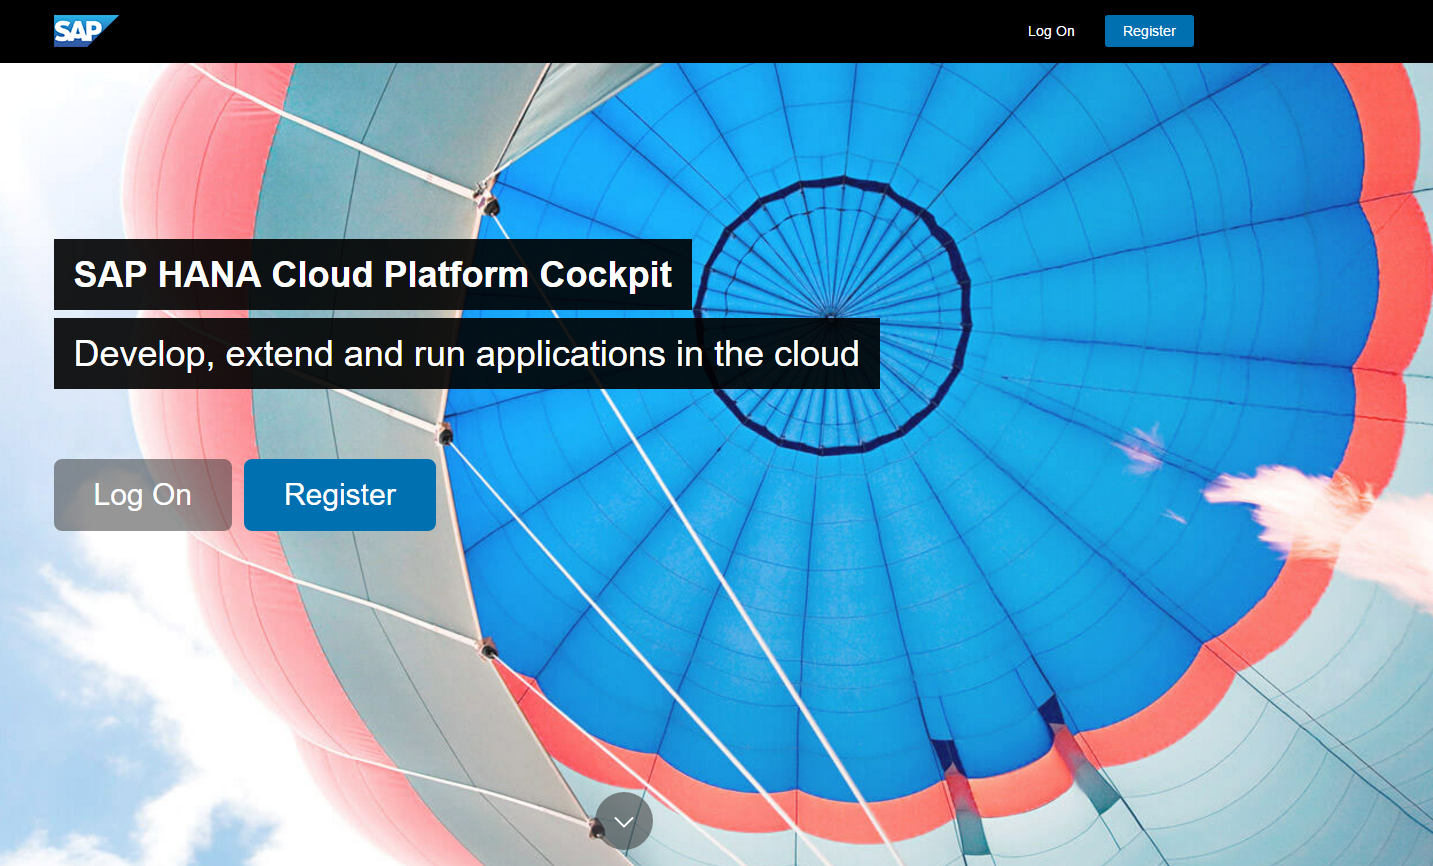 SAP
Log On
Register
SAP HANA Cloud Platform Cockpit
Develop, extend and run applications in the cloud
Log On
Register